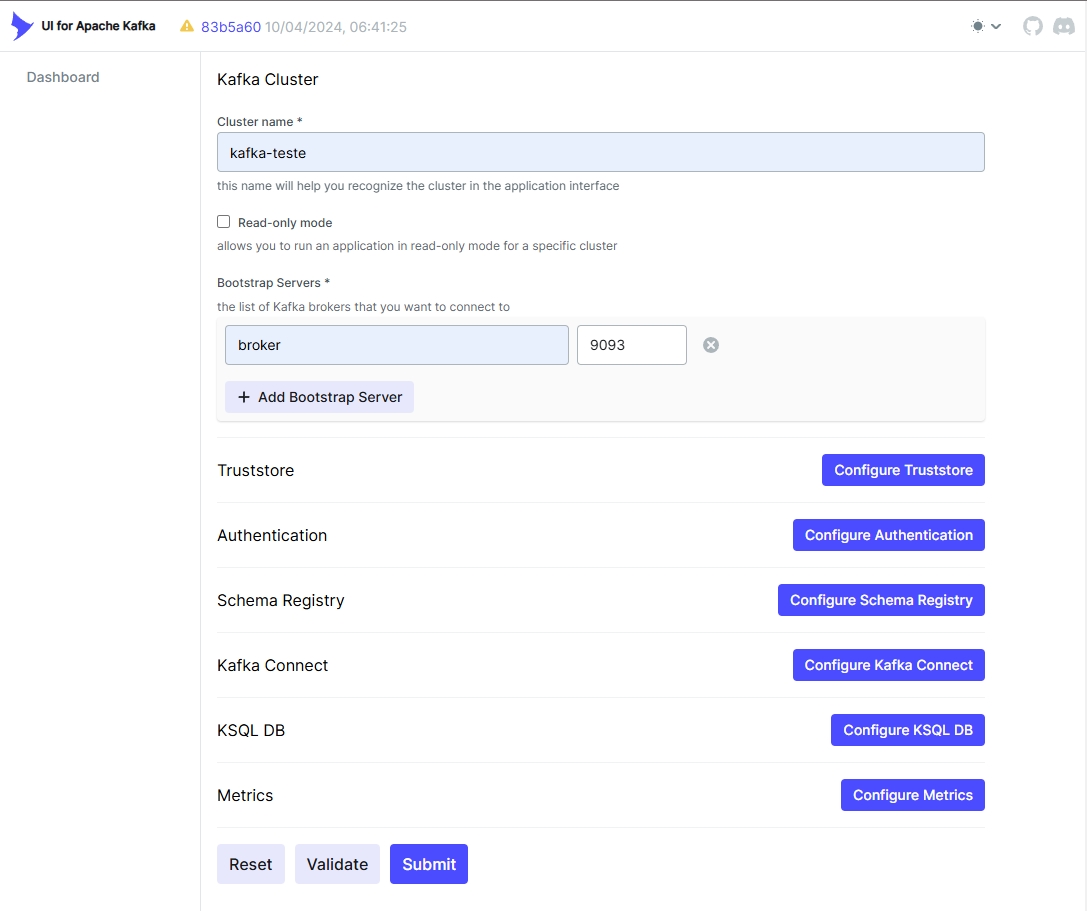 UI for Apache Kafka 83b5a60 10/04/2024, 06:41:25
Dashboard
Kafka Cluster
Cluster name *
kafka-teste
this name will help you recognize the cluster in the application interface
Read-only mode
allows you to run an application in read-only mode for a specific cluster
Bootstrap Servers *
the list of Kafka brokers that you want to connect to
broker 9093
+ Add Bootstrap Server
Truststore Configure Truststore
Authentication Configure Authentication
Schema Registry Configure Schema Registry
Kafka Connect Configure Kafka Connect
KSQL DB Configure KSQL DB
Metrics Configure Metrics
Reset Validate Submit